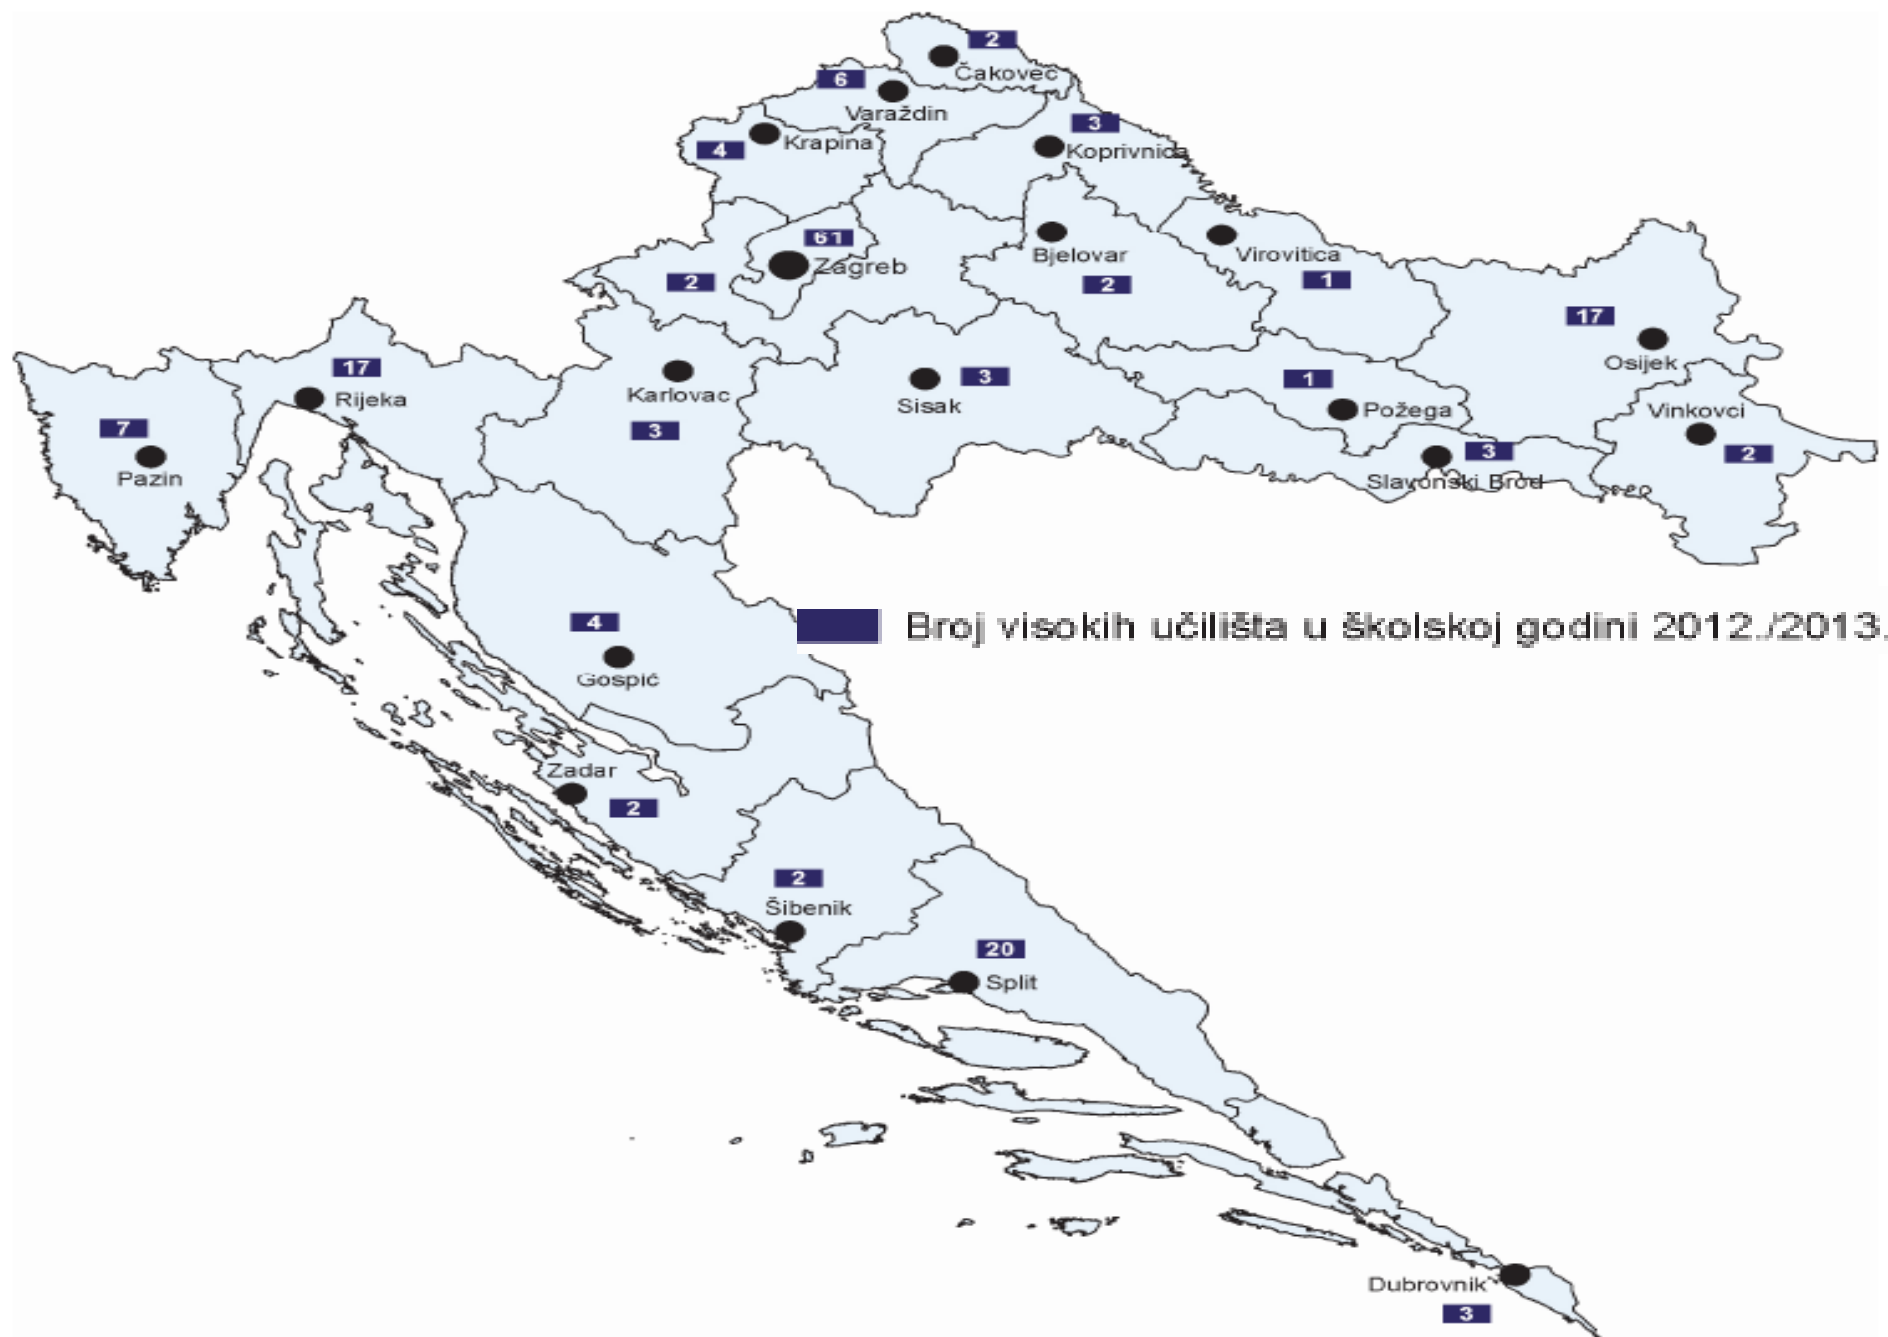 2
Čakovec
6
Varaždin
3
Koprivnica
4
Krapina
61
Zagreb
2
Bjelovar
2
Virovitica
1
17
Osijek
17
Rijeka
Karlovac
3
3
Sisak
1
Požega
Vinkovci
2
7
Pazin
3
Slavonski Brod
4
Gospić
Broj visokih učilišta u školskoj godini 2012./2013.
Zadar
2
2
Šibenik
20
Split
Dubrovnik
3